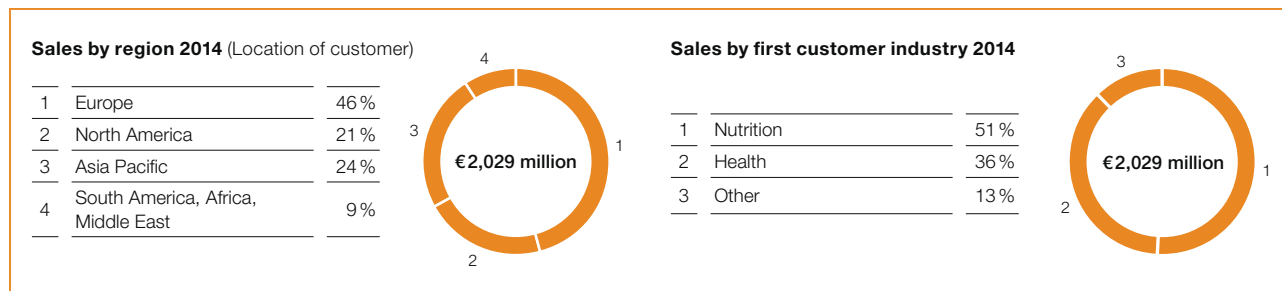 Sales by region 2014 (Location of customer)
1 Europe 46 %
2 North America 21 %
3 Asia Pacific 24 %
4 South America, Africa,
Middle East 9 %
4
3
€2,029 million
1
2
Sales by first customer industry 2014
1 Nutrition 51 %
2 Health 36 %
3 Other 13 %
3
€2,029 million
1
2